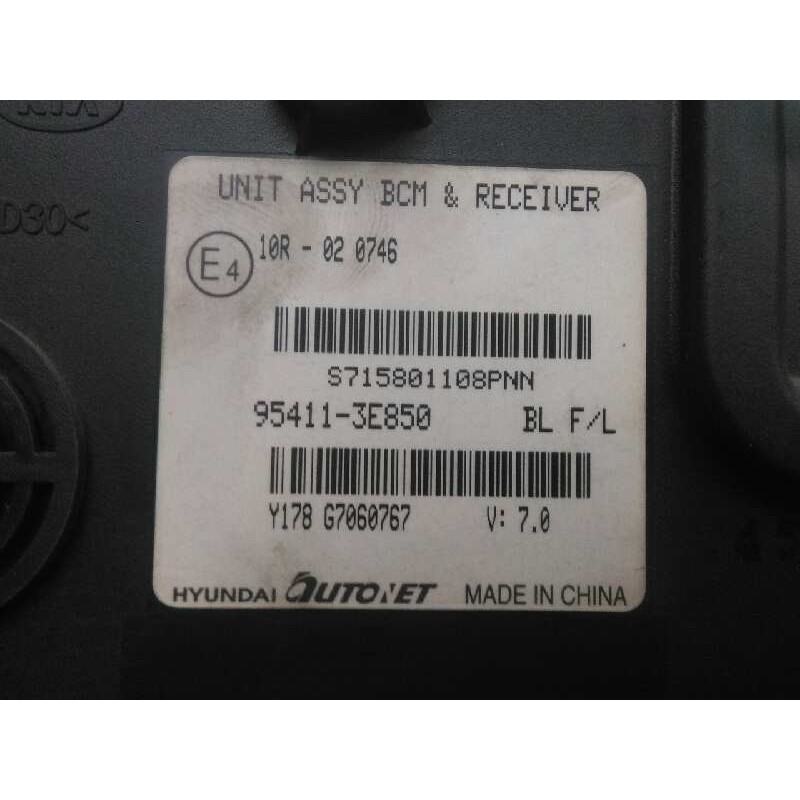 KIA
D30<
UNIT ASSY BCM & RECEIVER
E4
10R - 02 0746
S715801108PNN
95411-3E850 BL F/L
Y178 G7060767 V: 7.0
HYUNDAI AUTONET MADE IN CHINA